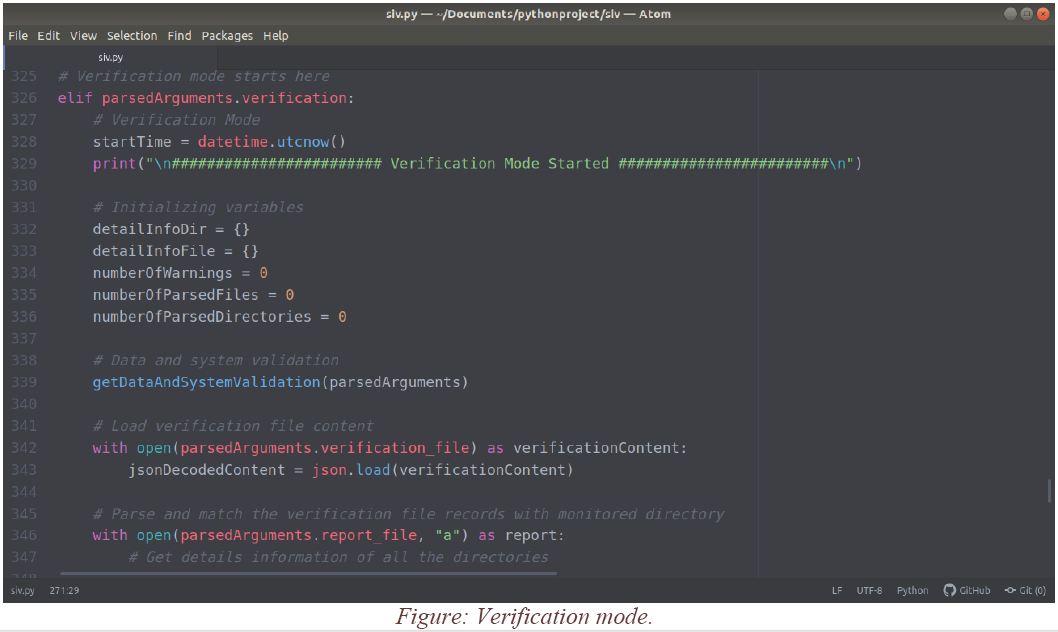 siv.py — ~/Documents/pythonproject/siv — Atom
File Edit View Selection Find Packages Help
siv.py
325 # Verification mode starts here
326 elif parsedArguments.verification:
327 # Verification Mode
328 startTime = datetime.utcnow()
329 print("\n######################## Verification Mode Started ########################\n")
330
331 # Initializing variables
332 detailInfoDir = {}
333 detailInfoFile = {}
334 numberOfWarnings = 0
335 numberOfParsedFiles = 0
336 numberOfParsedDirectories = 0
337
338 # Data and system validation
339 getDataAndSystemValidation(parsedArguments)
340
341 # Load verification file content
342 with open(parsedArguments.verification_file) as verificationContent:
343 jsonDecodedContent = json.load(verificationContent)
344
345 # Parse and match the verification file records with monitored directory
346 with open(parsedArguments.report_file, "a") as report:
347 # Get details information of all the directories
siv.py 271:29 LF UTF-8 Python GitHub Git (0)
Figure: Verification mode.